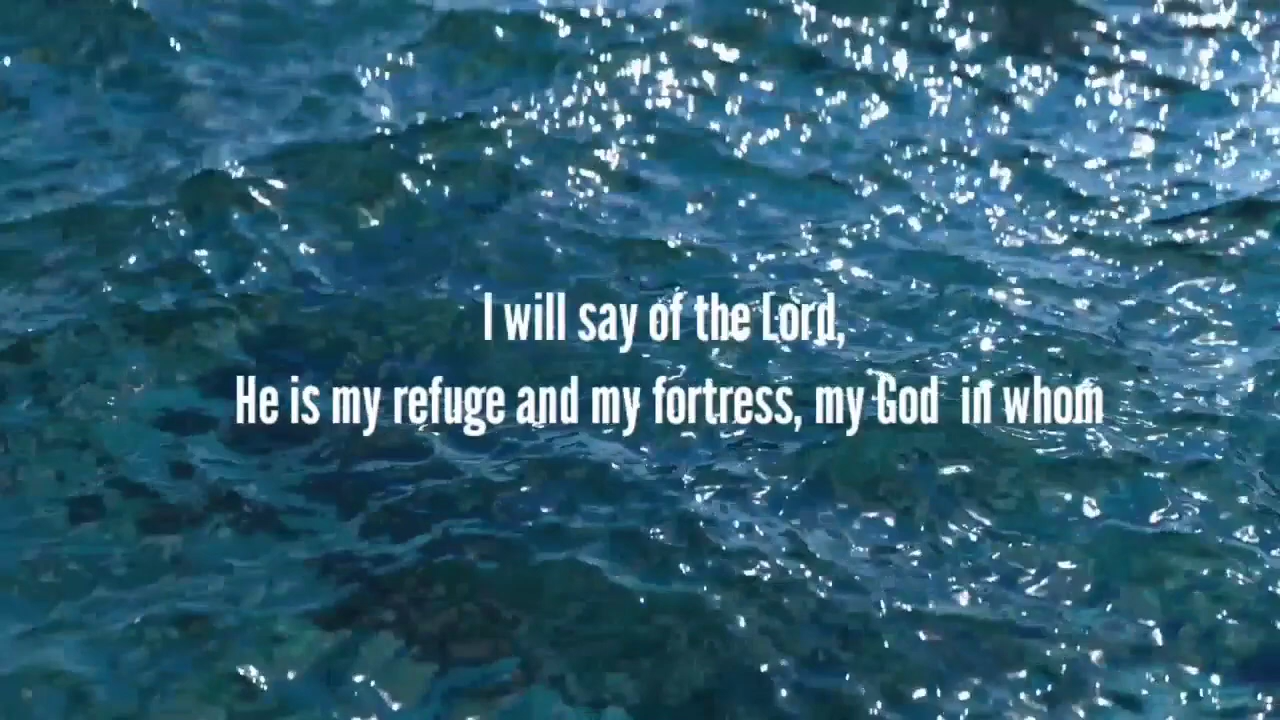 I will say of the Lord,
He is my refuge and my fortress, my God in whom